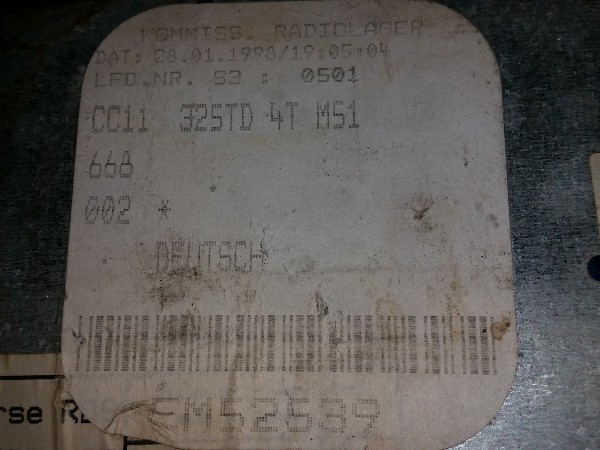 KOMMISS. RADIOLAGER
DAT: 28.01.1998/19:05:04
LFD.NR. 53 : 0501
CC11 325TD 4T M51
668
002 *
DEUTSCH
EM52539
rse